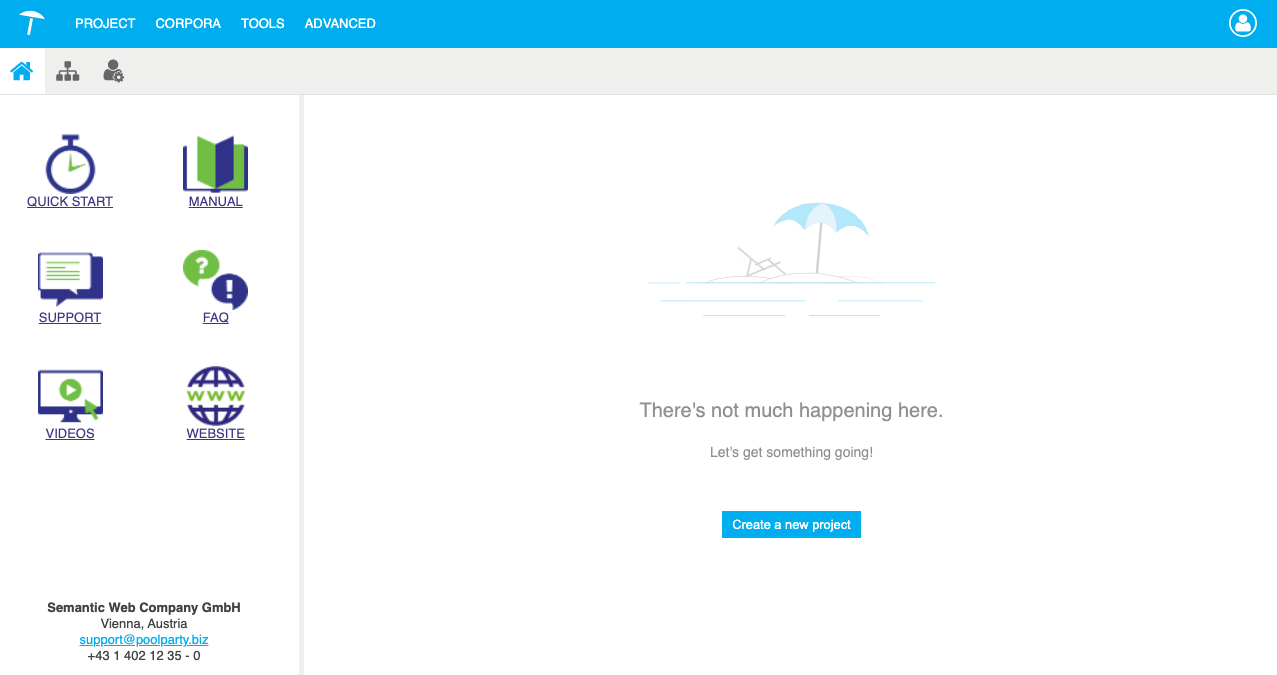 PROJECT CORPORA TOOLS ADVANCED
QUICK START
MANUAL
SUPPORT
?
!
FAQ
VIDEOS
WWW
WEBSITE
There's not much happening here.
Let's get something going!
Create a new project
Semantic Web Company GmbH
Vienna, Austria
support@poolparty.biz
+43 1 402 12 35 - 0